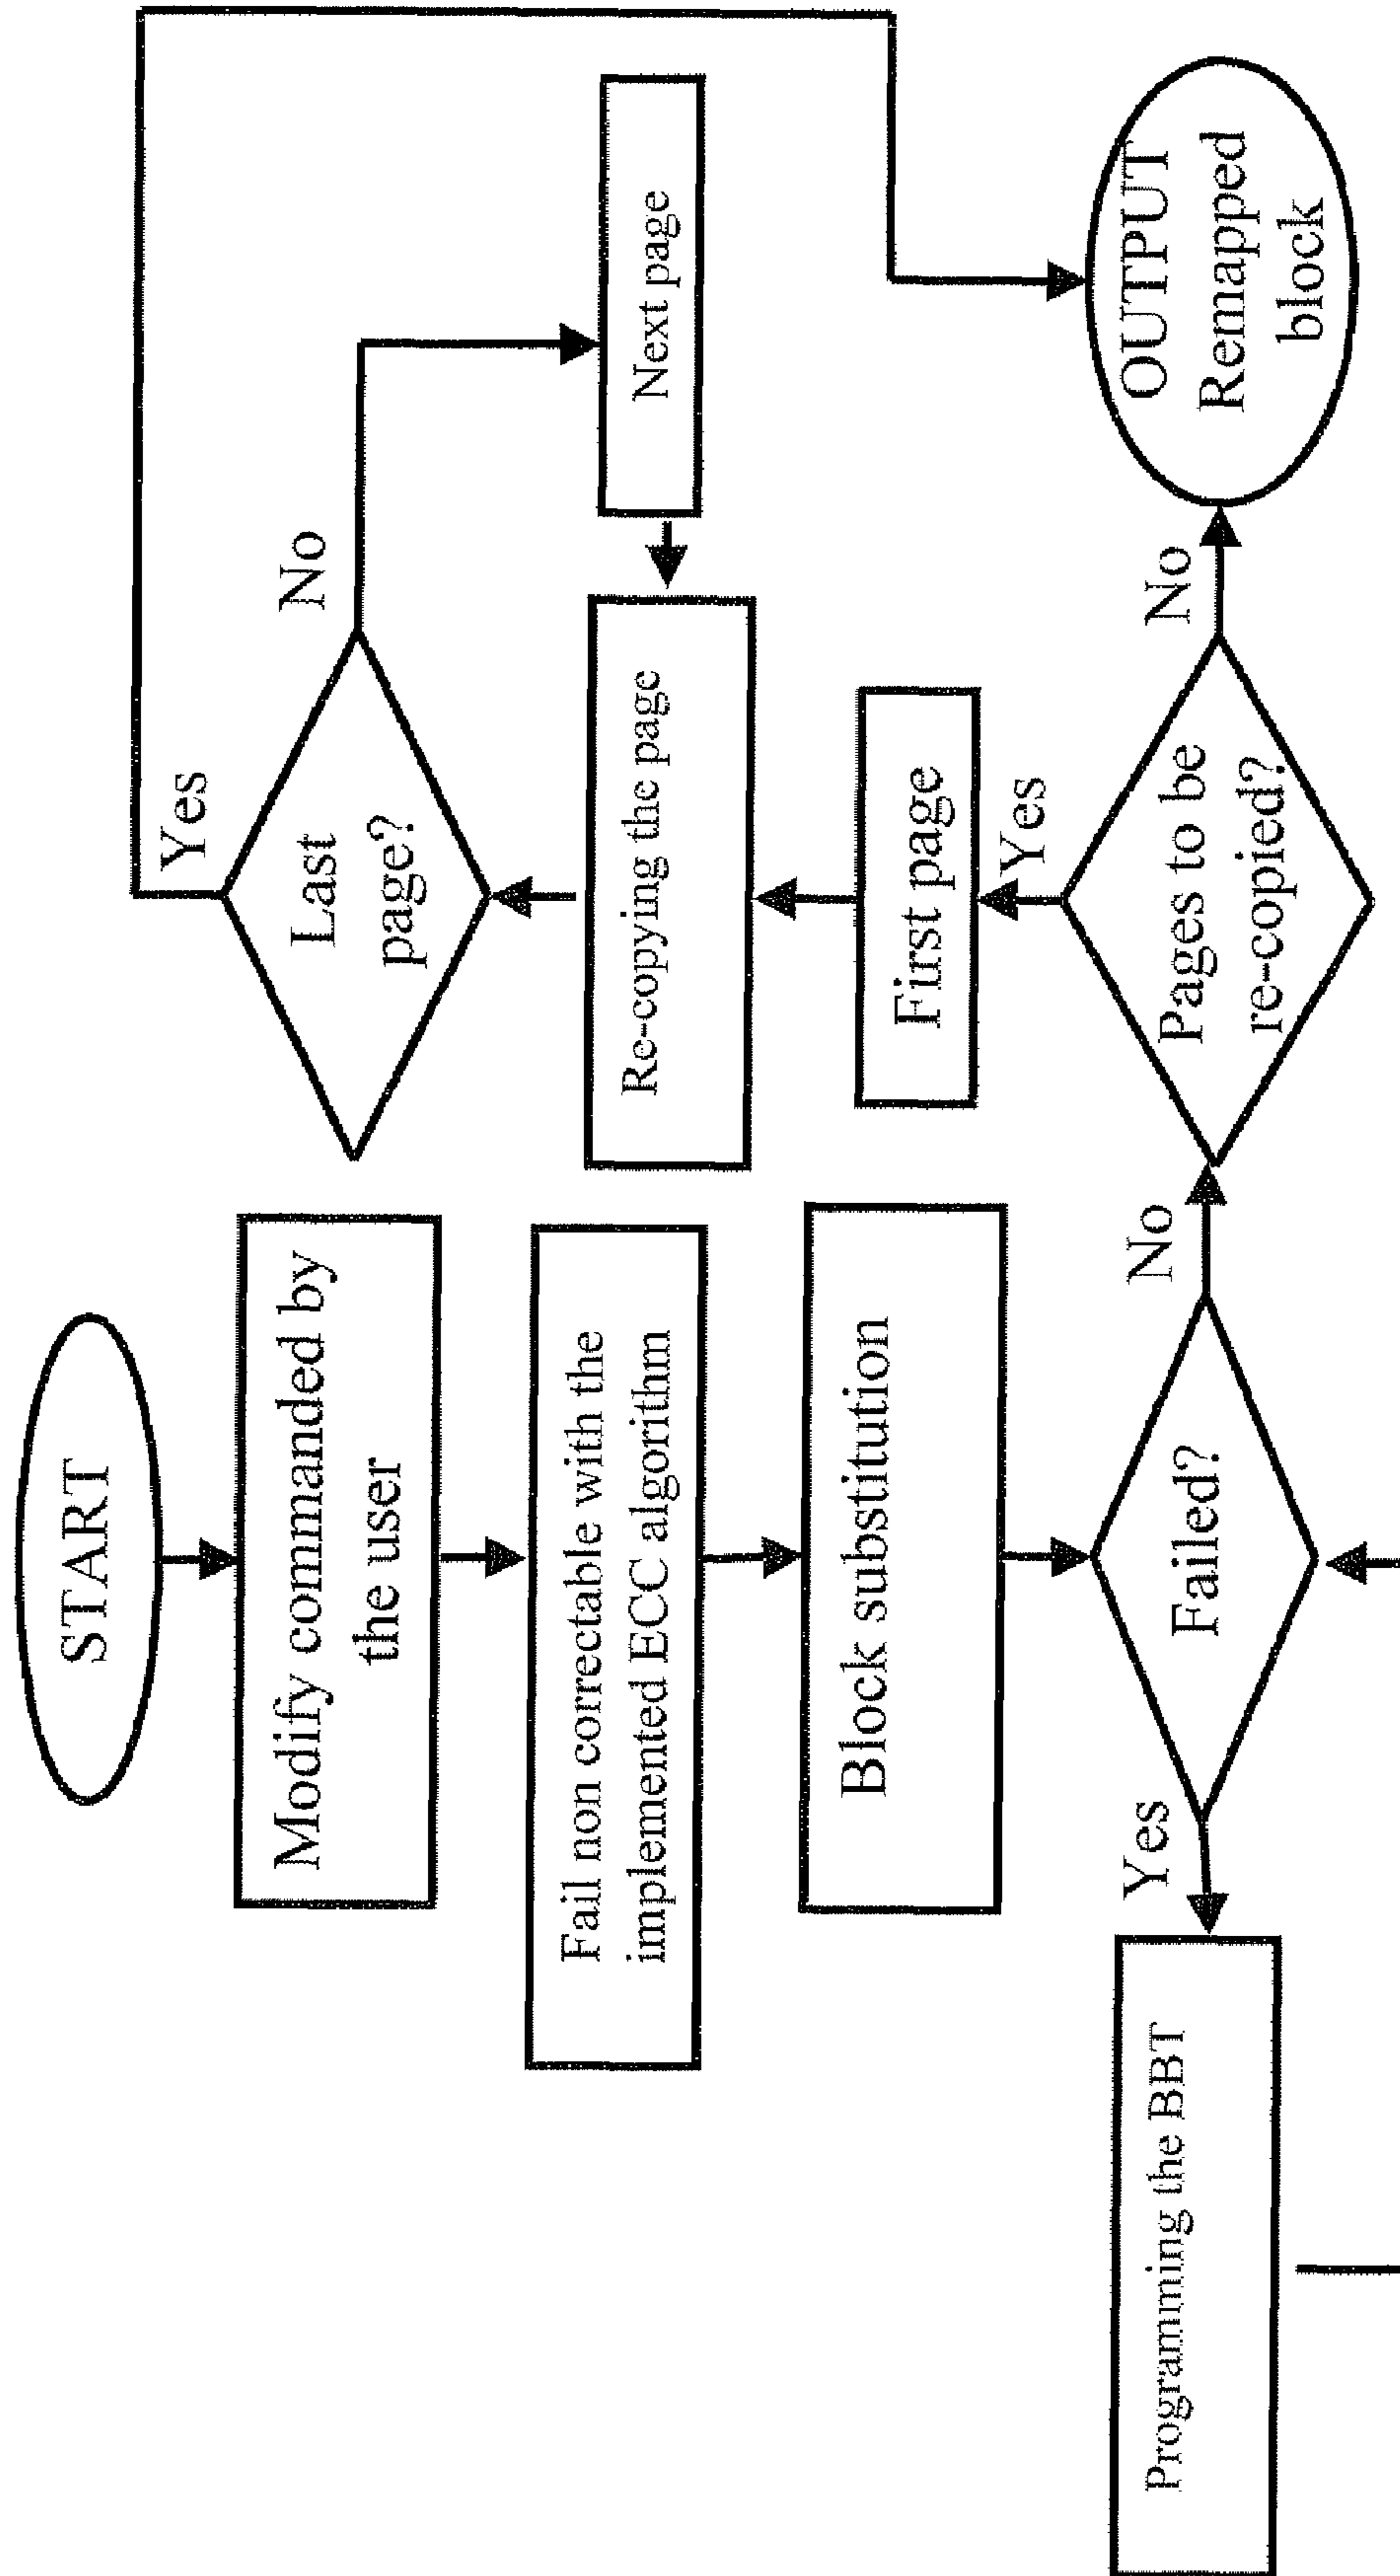 START
Modify commanded by
the user
Fail non correctable with the
implemented ECC algorithm
Block substitution
Failed?
Yes
No
Programming the BBT
Pages to be
re-copied?
Yes
No
First page
Re-copying the page
Last
page?
Yes
No
Next page
OUTPUT
Remapped
block